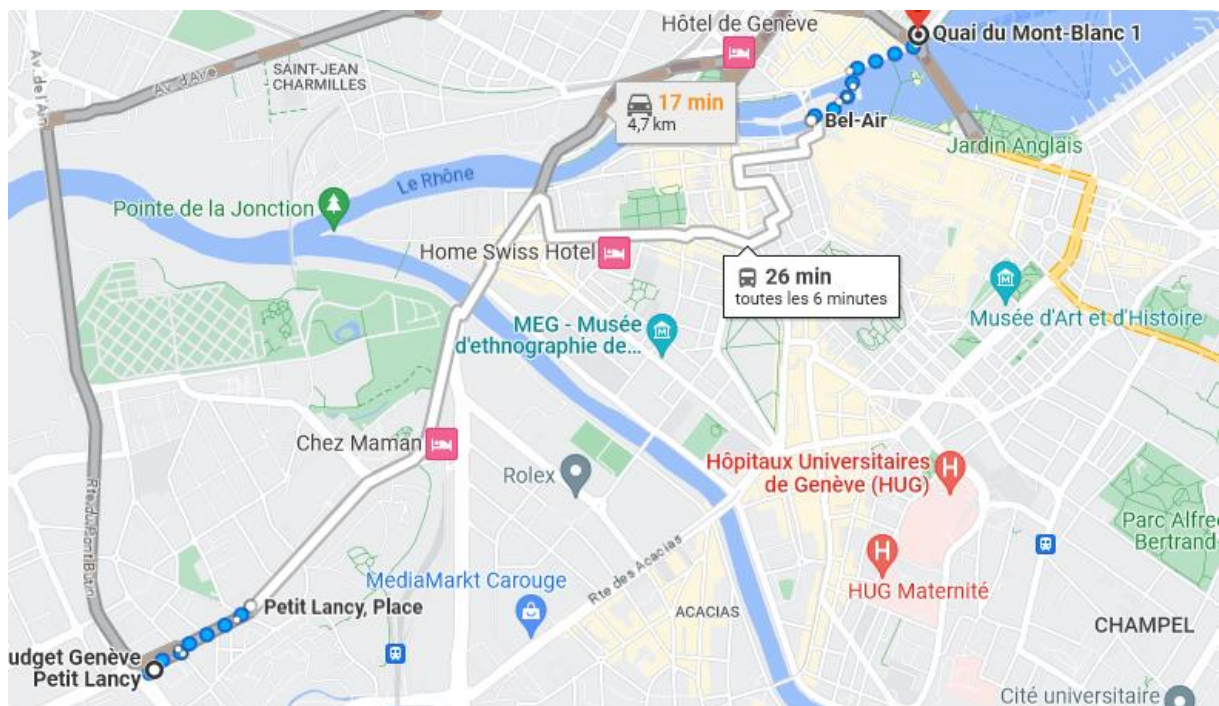 Hôtel de Genève
Quai du Mont-Blanc 1
SAINT-JEAN
CHARMILLES
Av. d'Aïre
Av. de l'Ain
17 min
4,7 km
Bel-Air
Jardin Anglais
Le Rhône
Pointe de la Jonction
Home Swiss Hotel
26 min
toutes les 6 minutes
Musée d'Art et d'Histoire
MEG - Musée
d'ethnographie de...
Chez Maman
Rolex
Hôpitaux Universitaires
de Genève (HUG)
Rte du Pont Butin
Parc Alfre
Bertrand
HUG Maternité
MediaMarkt Carouge
Rte des Acacias
ACACIAS
Petit Lancy, Place
CHAMPEL
udget Genève
Petit Lancy
Cité universitaire